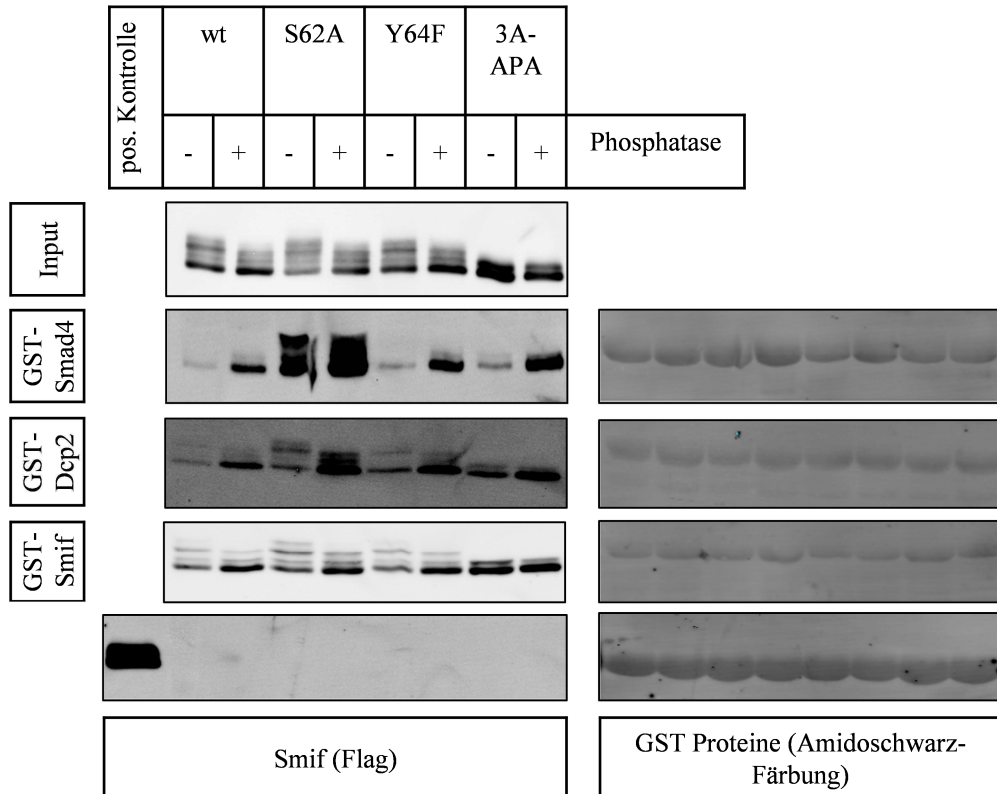 pos. Kontrolle
wt
S62A
Y64F
3A-
APA
-
+
-
+
-
+
-
+
Phosphatase
Input
GST-
Smad4
GST-
Dcp2
GST-
Smif
Smif (Flag)
GST Proteine (Amidoschwarz-
Färbung)